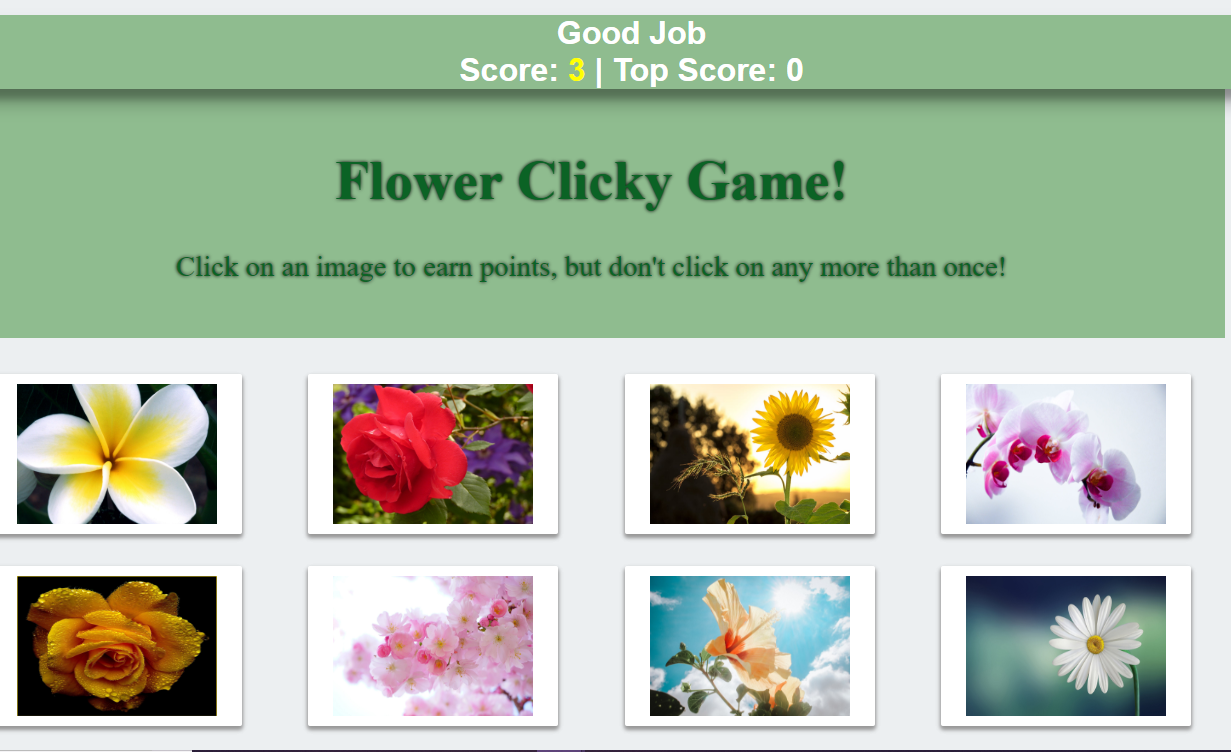 Good Job
Score: 3 | Top Score: 0
Flower Clicky Game!
Click on an image to earn points, but don't click on any more than once!